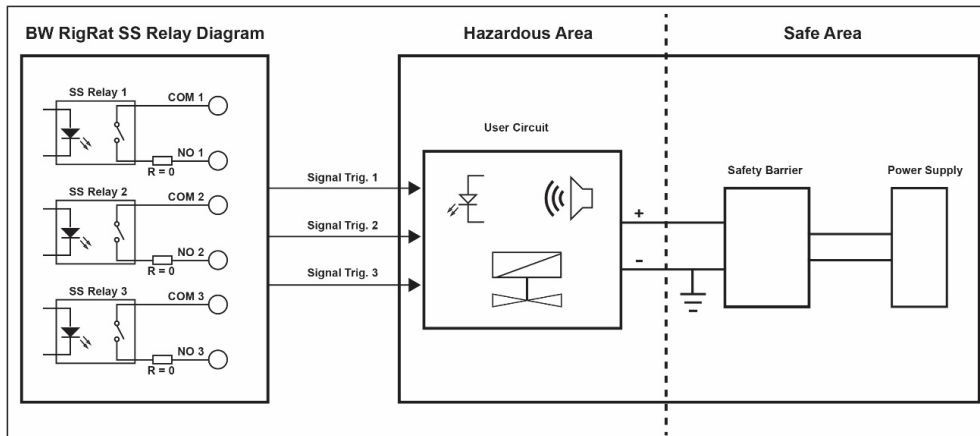 BW RigRat SS Relay Diagram
SS Relay 1
COM 1
NO 1
R = 0
SS Relay 2
COM 2
NO 2
R = 0
SS Relay 3
COM 3
NO 3
R = 0
Signal Trig. 1
Signal Trig. 2
Signal Trig. 3
Hazardous Area
User Circuit
+
-
Safe Area
Safety Barrier
Power Supply